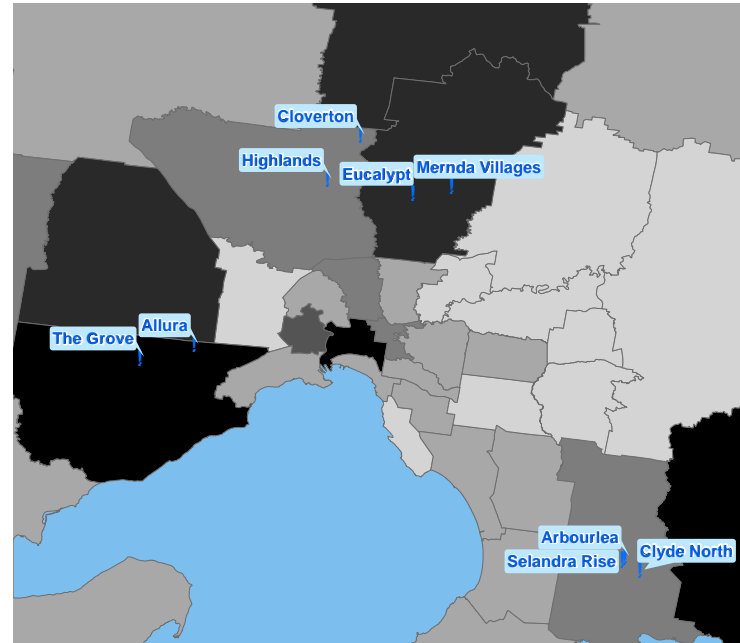 Cloverton
Highlands
Eucalypt
Mernda Villages
Allura
The Grove
Arbourlea
Clyde North
Selandra Rise